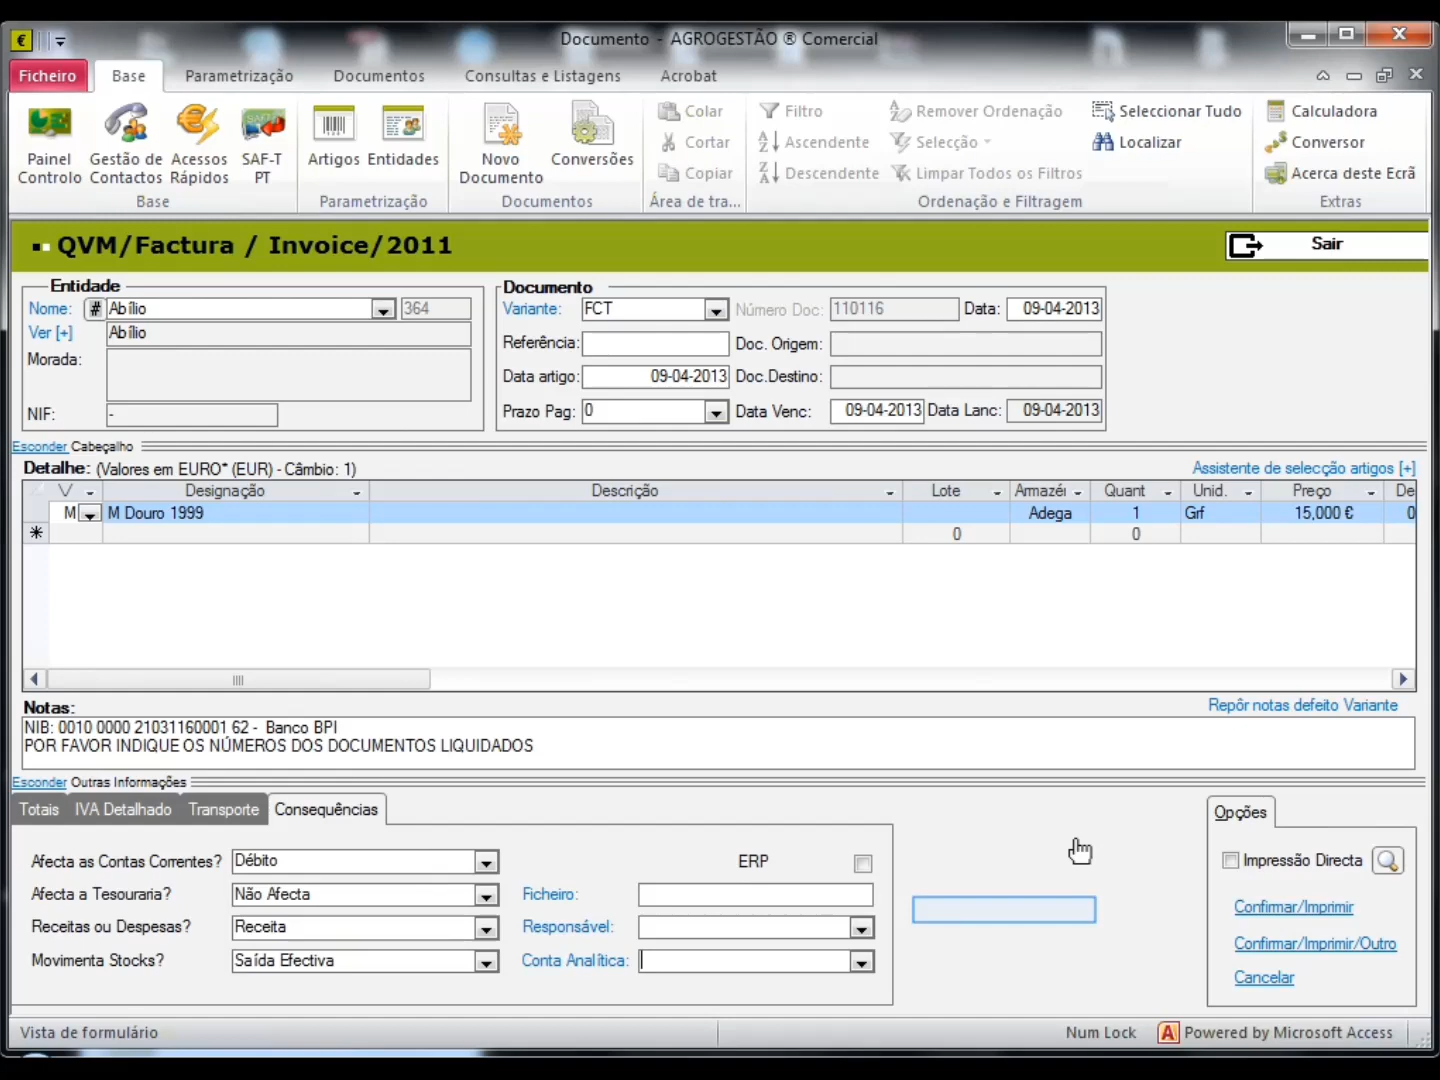 Documento - AGROGESTÃO ® Comercial
Ficheiro Base Parametrização Documentos Consultas e Listagens Acrobat
Painel Controlo
Gestão de Contactos
Acessos Rápidos
SAF-T PT
Base
Artigos Entidades
Parametrização
Novo Documento
Conversões
Documentos
Colar
Cortar
Copiar
Área de tra...
Filtro
Ascendente
Descendente
Remover Ordenação
Selecção
Limpar Todos os Filtros
Seleccionar Tudo
Localizar
Ordenação e Filtragem
Calculadora
Conversor
Acerca deste Ecrã
Extras
QVM/Factura / Invoice/2011
Sair
Entidade
Nome: # Abílio 364
Ver [+] Abílio
Morada:
NIF: -
Documento
Variante: FCT Número Doc: 110116 Data: 09-04-2013
Referência: Doc. Origem:
Data artigo: 09-04-2013 Doc.Destino:
Prazo Pag: 0 Data Venc: 09-04-2013 Data Lanc: 09-04-2013
Esconder Cabeçalho
Detalhe: (Valores em EURO* (EUR) - Câmbio: 1)
Assistente de selecção artigos [+]
V Designação Descrição Lote Armazéi Quant Unid. Preço De
M M Douro 1999 Adega 1 Grf 15,000 € 0
0 0
Notas:
Repôr notas defeito Variante
NIB: 0010 0000 21031160001 62 - Banco BPI
POR FAVOR INDIQUE OS NÚMEROS DOS DOCUMENTOS LIQUIDADOS
Esconder Outras Informações
Totais IVA Detalhado Transporte Consequências
Afecta as Contas Correntes? Débito ERP
Afecta a Tesouraria? Não Afecta Ficheiro:
Receitas ou Despesas? Receita Responsável:
Movimenta Stocks? Saída Efectiva Conta Analítica:
Opções
Impressão Directa
Confirmar/Imprimir
Confirmar/Imprimir/Outro
Cancelar
Vista de formulário
Num Lock
Powered by Microsoft Access